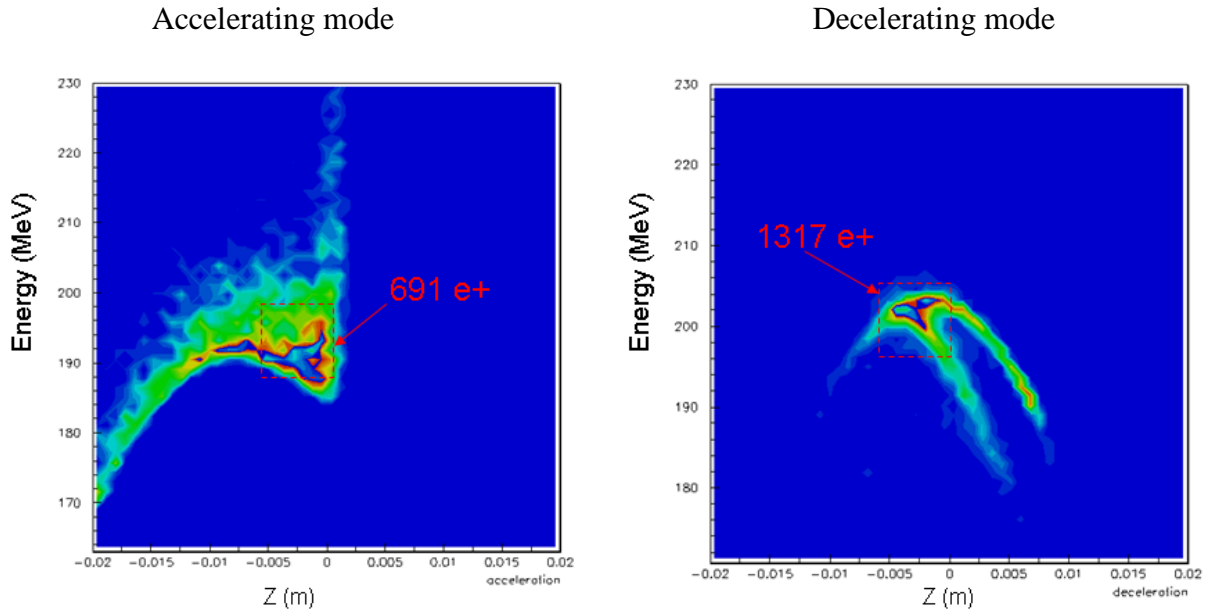 Accelerating mode
Decelerating mode
230
220
210
200
190
180
170
Energy (MeV)
691 e+
-0.02 -0.015 -0.01 -0.005 0 0.005 0.01 0.015 0.02
acceleration
Z (m)
230
220
210
200
190
180
Energy (MeV)
1317 e+
-0.02 -0.015 -0.01 -0.005 0 0.005 0.01 0.015 0.02
deceleration
Z (m)